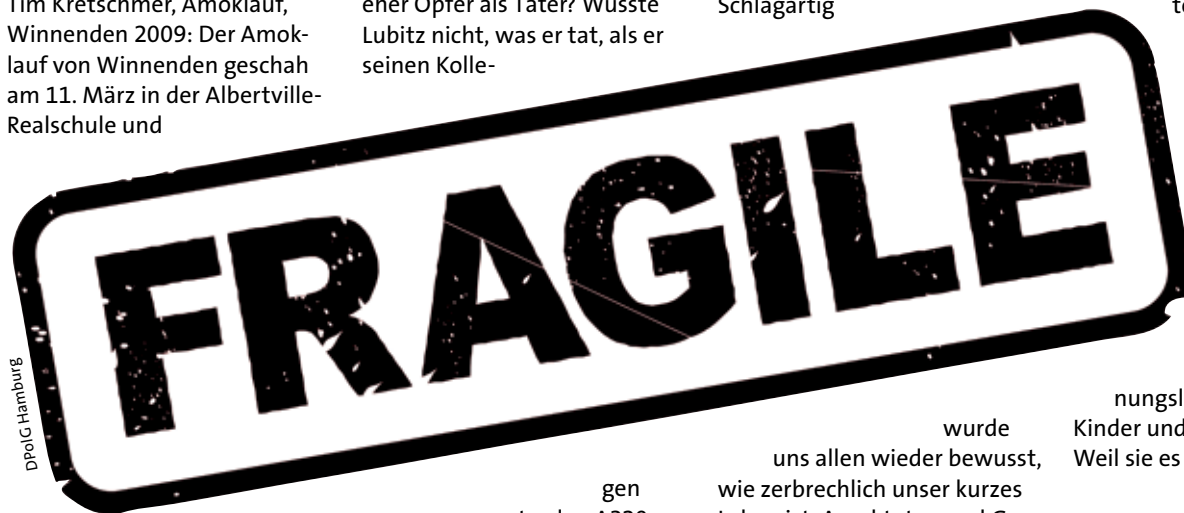 Tim Kretschmer, Amoklauf,
Winnenden 2009: Der Amok-
lauf von Winnenden geschah
am 11. März in der Albertville-
Realschule und
ener Opfer als Täter? Wusste
Lubitz nicht, was er tat, als er
seinen Kolle-
gen
Schlagartig
wurde
uns allen wieder bewusst,
wie zerbrechlich unser kurzes
Kinder und
Weil sie es
FRAGILE
DPolG Hamburg